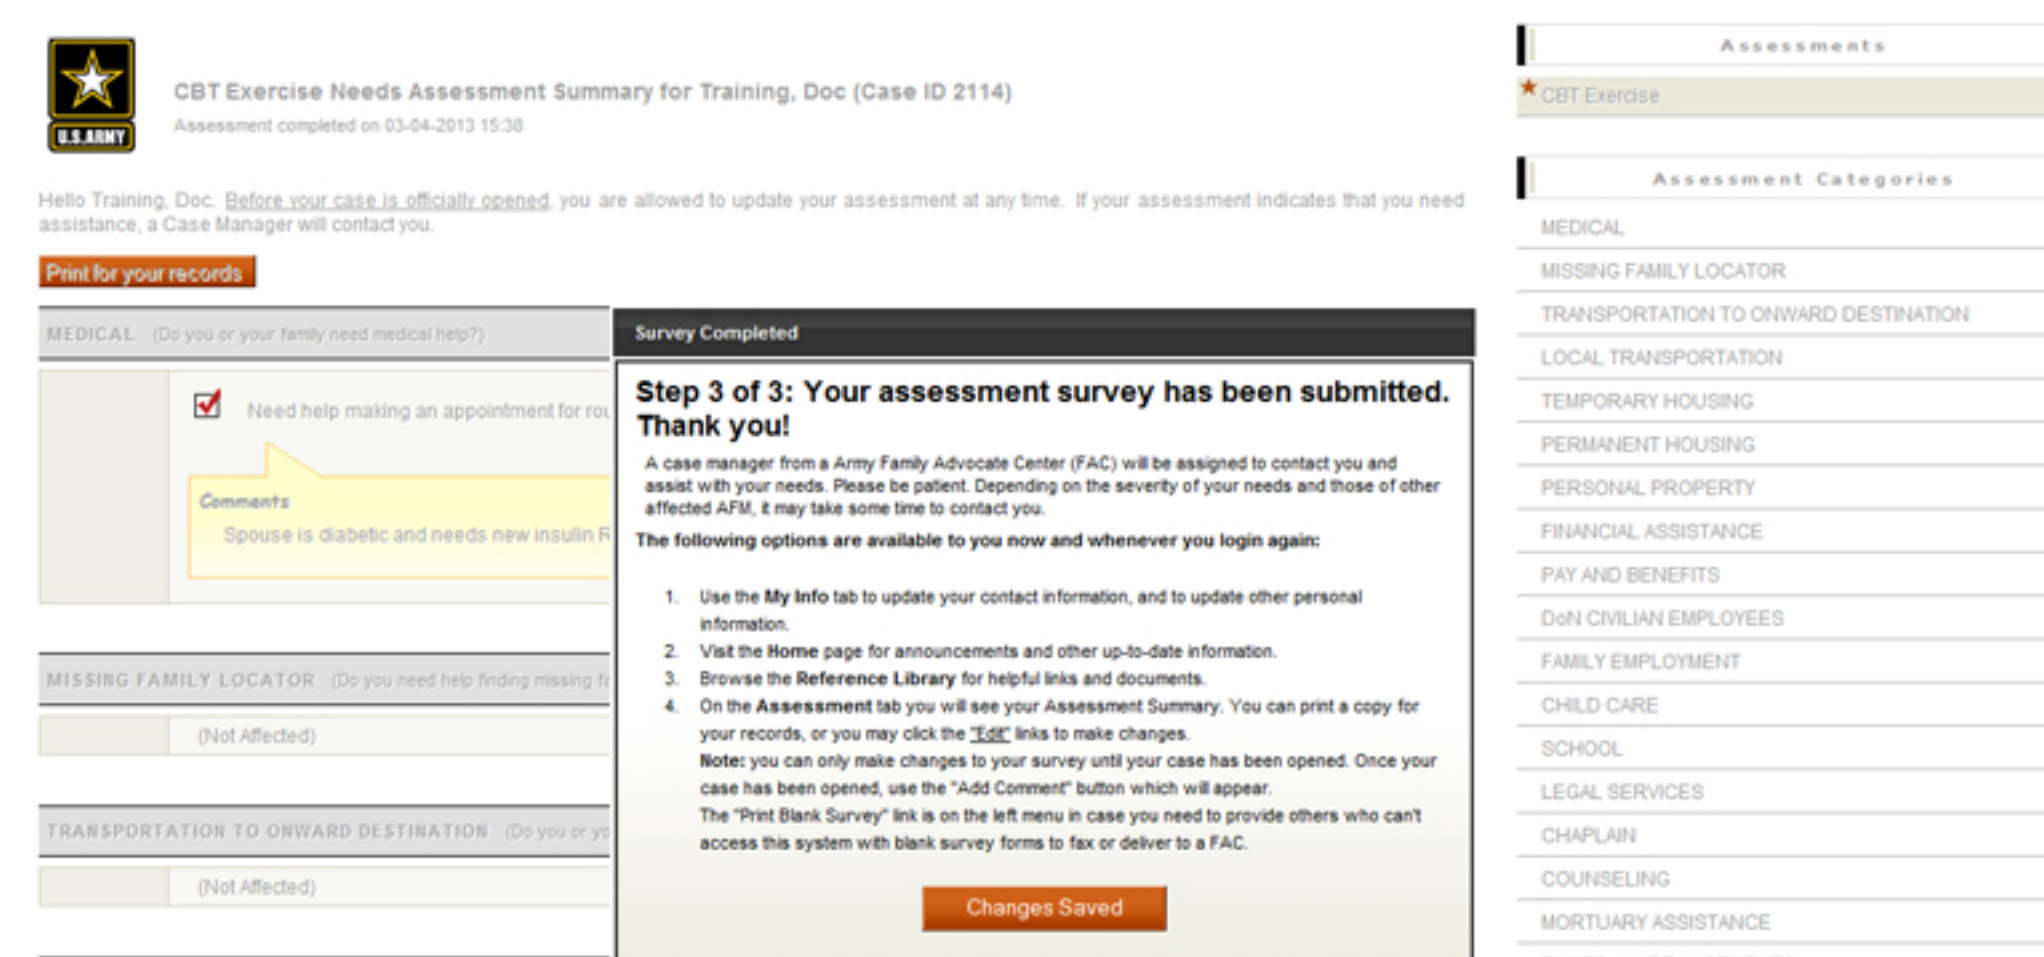 U.S.ARMY
CBT Exercise Needs Assessment Summary for Training, Doc (Case ID 2114)
Assessment completed on 03-04-2013 15:38
Hello Training, Doc. Before your case is officially opened, you are allowed to update your assessment at any time. If your assessment indicates that you need
assistance, a Case Manager will contact you.
Print for your records
MEDICAL (Do you or your family need medical help?)
Need help making an appointment for rou
Comments
Spouse is diabetic and needs new insulin R
MISSING FAMILY LOCATOR (Do you need help finding missing fa
(Not Affected)
TRANSPORTATION TO ONWARD DESTINATION (Do you or yo
(Not Affected)
Survey Completed
Step 3 of 3: Your assessment survey has been submitted.
Thank you!
A case manager from a Army Family Advocate Center (FAC) will be assigned to contact you and
assist with your needs. Please be patient. Depending on the severity of your needs and those of other
affected AFM, it may take some time to contact you.
The following options are available to you now and whenever you login again:
1. Use the My Info tab to update your contact information, and to update other personal
information.
2. Visit the Home page for announcements and other up-to-date information.
3. Browse the Reference Library for helpful links and documents.
4. On the Assessment tab you will see your Assessment Summary. You can print a copy for
your records, or you may click the "Edit" links to make changes.
Note: you can only make changes to your survey until your case has been opened. Once your
case has been opened, use the "Add Comment" button which will appear.
The "Print Blank Survey" link is on the left menu in case you need to provide others who can't
access this system with blank survey forms to fax or deliver to a FAC.
Changes Saved
Assessments
CBT Exercise
Assessment Categories
MEDICAL
MISSING FAMILY LOCATOR
TRANSPORTATION TO ONWARD DESTINATION
LOCAL TRANSPORTATION
TEMPORARY HOUSING
PERMANENT HOUSING
PERSONAL PROPERTY
FINANCIAL ASSISTANCE
PAY AND BENEFITS
DoN CIVILIAN EMPLOYEES
FAMILY EMPLOYMENT
CHILD CARE
SCHOOL
LEGAL SERVICES
CHAPLAIN
COUNSELING
MORTUARY ASSISTANCE